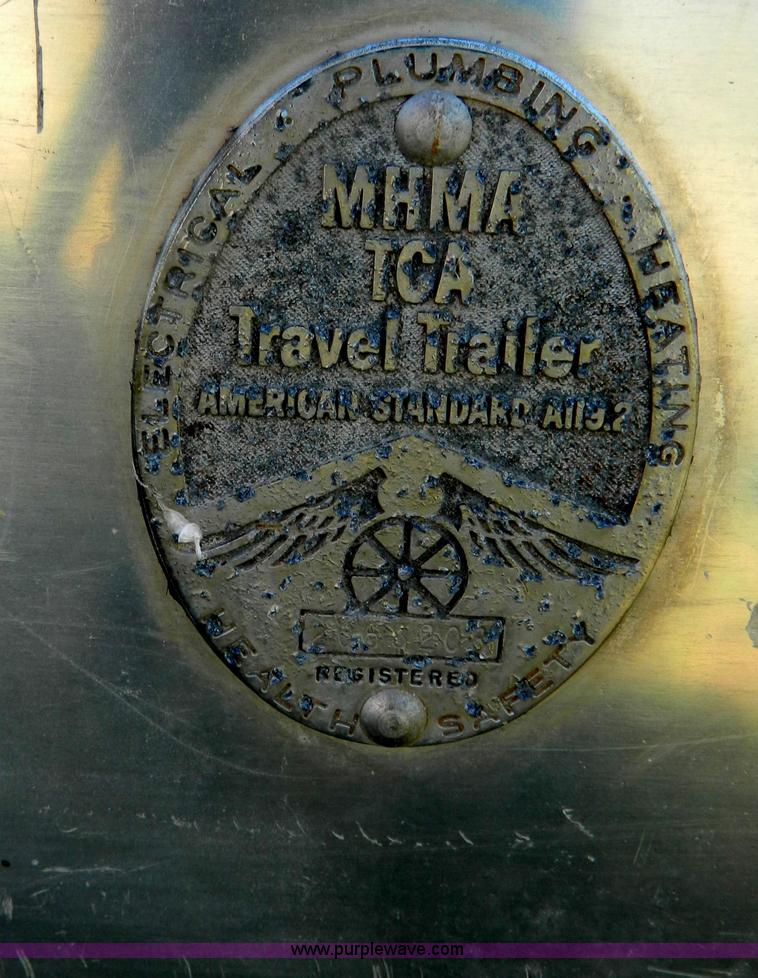 ELECTRICAL · PLUMBING · HEATING
MHMA
TCA
Travel Trailer
AMERICAN STANDARD A119.2
REGISTERED
HEALTH SAFETY
www.purplewave.com